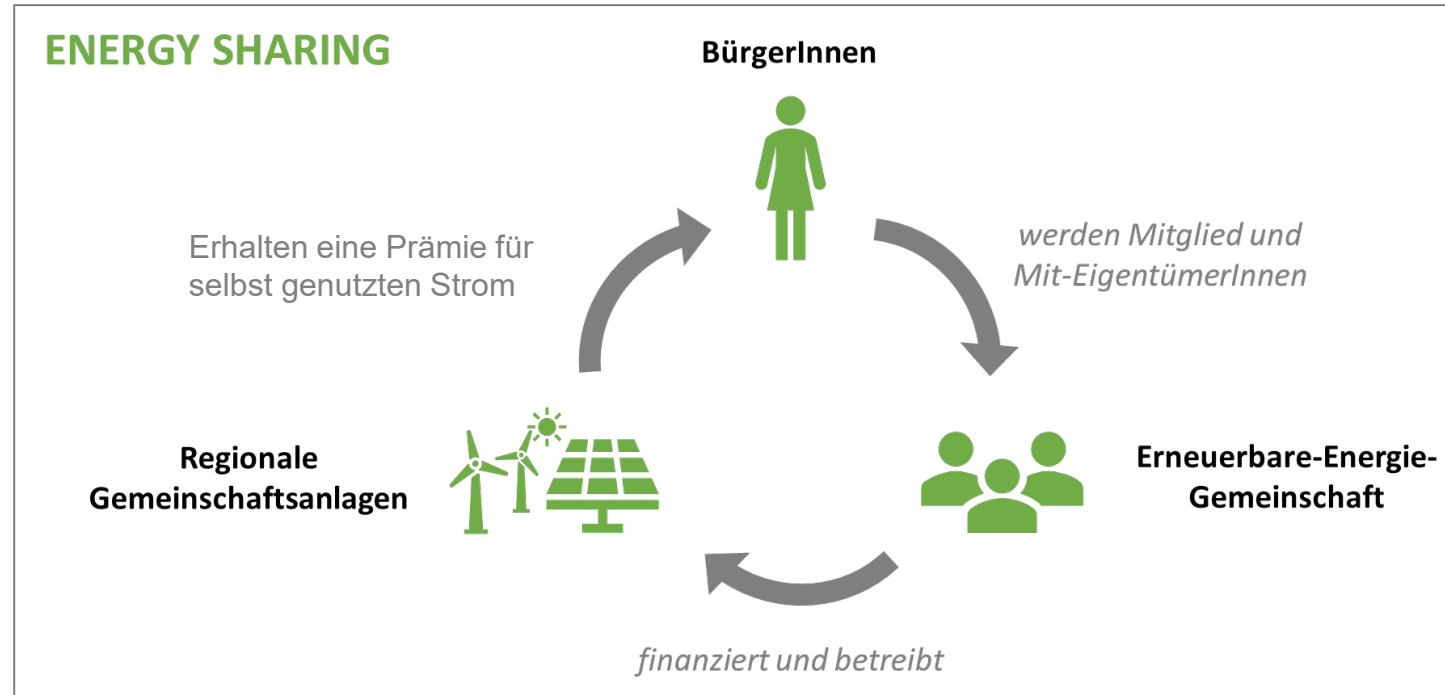 ENERGY SHARING
BürgerInnen
Erhalten eine Prämie für
selbst genutzten Strom
werden Mitglied und
Mit-EigentümerInnen
Regionale
Gemeinschaftsanlagen
Erneuerbare-Energie-
Gemeinschaft
finanziert und betreibt